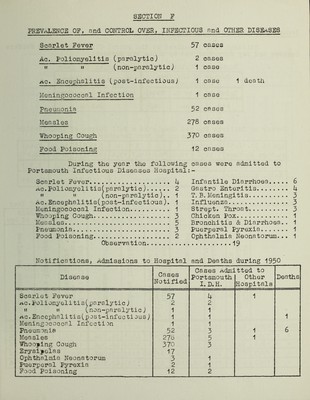 SECTION F
PREVALENCE OF, and CONTROL OVER, INFECTIOUS and OTHER DISEASES
Scarlet Fever 57 cases
Ac. Poliomyelitis (paralytic) 2 cases
" " (non-paralytic) 1 case
Ac. Encephalitis (post-infectious) 1 case 1 death
Meningococcal Infection 1 case
Pneumonia 52 cases
Measles 278 cases
Whooping Cough 370 cases
Food Poisoning 12 cases
During the year the following cases were admitted to
Portsmouth Infectious Diseases Hospital:-
Scarlet Fever 4 Infantile Diarrhoea 6
Ac.Poliomyelitis(paralytic) 2 Gastro Enteritis 4
" " (non-paralytic) 1 T.B.Meningitis 3
Ac.Encephalitis(post-infectious) 1 Influenza 3
Meningococcal Infection 1 Strept. Throat 3
Whooping Cough 3 Chicken Pox 1
Measles 5 Bronchitis & Diarrhoea 1
Pneumonia 3 Puerperal Pyrexia 1
Food Poisoning 2 Ophthalmia Neonatorum 1
Observation 19
Notifications, Admissions to Hospital and Deaths during 1950
Disease Cases Notified Cases Admitted to Portsmouth I.D.H. Other Hospitals Deaths
Scarlet Fever 57 4 1
Ac.Poliomyelitis(paralytic) 2 2
" " (non-paralytic) 1 1
Ac.Encephalitis(post-infectious) 1 1 1
Meningococcal Infection 1 1
Pneumonia 52 3 1 6
Measles 278 5 1
Whooping Cough 370 3
Erysipelas 17
Ophthalmia Neonatorum 3 1
Puerperal Pyrexia 2 1
Food Poisoning 12 2